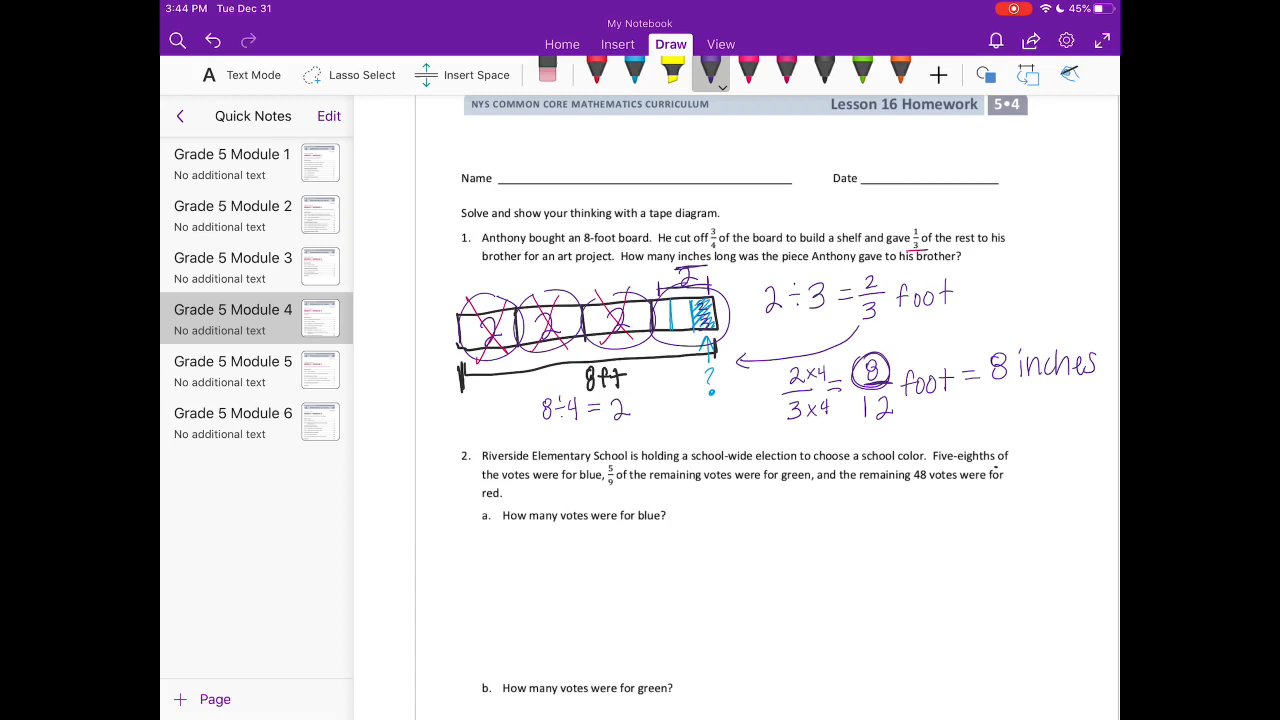 3:44 PM Tue Dec 31
45%
My Notebook
Home Insert Draw View
A Text Mode Lasso Select Insert Space
Quick Notes Edit
Grade 5 Module 1
No additional text
Grade 5 Module 2
No additional text
Grade 5 Module 3
No additional text
Grade 5 Module 4
No additional text
Grade 5 Module 5
No additional text
Grade 5 Module 6
No additional text
+ Page
NYS COMMON CORE MATHEMATICS CURRICULUM Lesson 16 Homework 5•4
Name Date
Solve and show your thinking with a tape diagram.
1. Anthony bought an 8-foot board. He cut off 3/4 of the board to build a shelf and gave 1/3 of the rest to his
brother for an art project. How many inches long was the piece Anthony gave to his brother?
2
2 2 2
2 ÷ 3 = 2/3 foot
8 ft
?
8÷4 = 2
2×4/3×4 = 8/12 foot = 8 inches
2. Riverside Elementary School is holding a school-wide election to choose a school color. Five-eighths of
the votes were for blue, 5/9 of the remaining votes were for green, and the remaining 48 votes were for
red.
a. How many votes were for blue?
b. How many votes were for green?